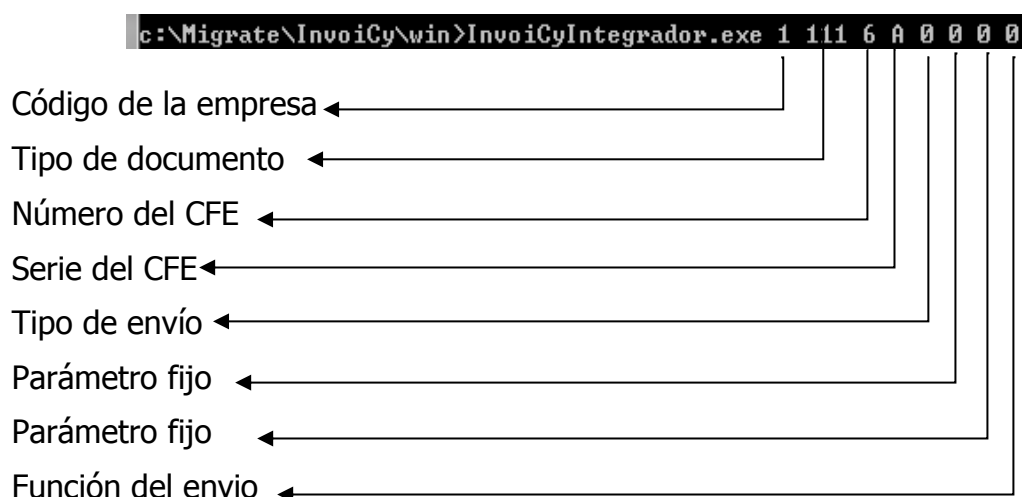 c:\Migrate\InvoiCy\win>InvoiCyIntegrador.exe 1 111 6 A 0 0 0 0
Código de la empresa
Tipo de documento
Número del CFE
Serie del CFE
Tipo de envío
Parámetro fijo
Parámetro fijo
Función del envio